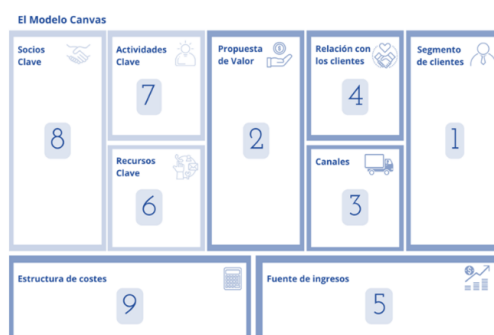 El Modelo Canvas
Socios
Clave
8
Actividades
Clave
7
Recursos
Clave
6
Propuesta
de Valor
2
Relación con
los clientes
4
Canales
3
Segmento
de clientes
1
Estructura de costes
9
Fuente de ingresos
5